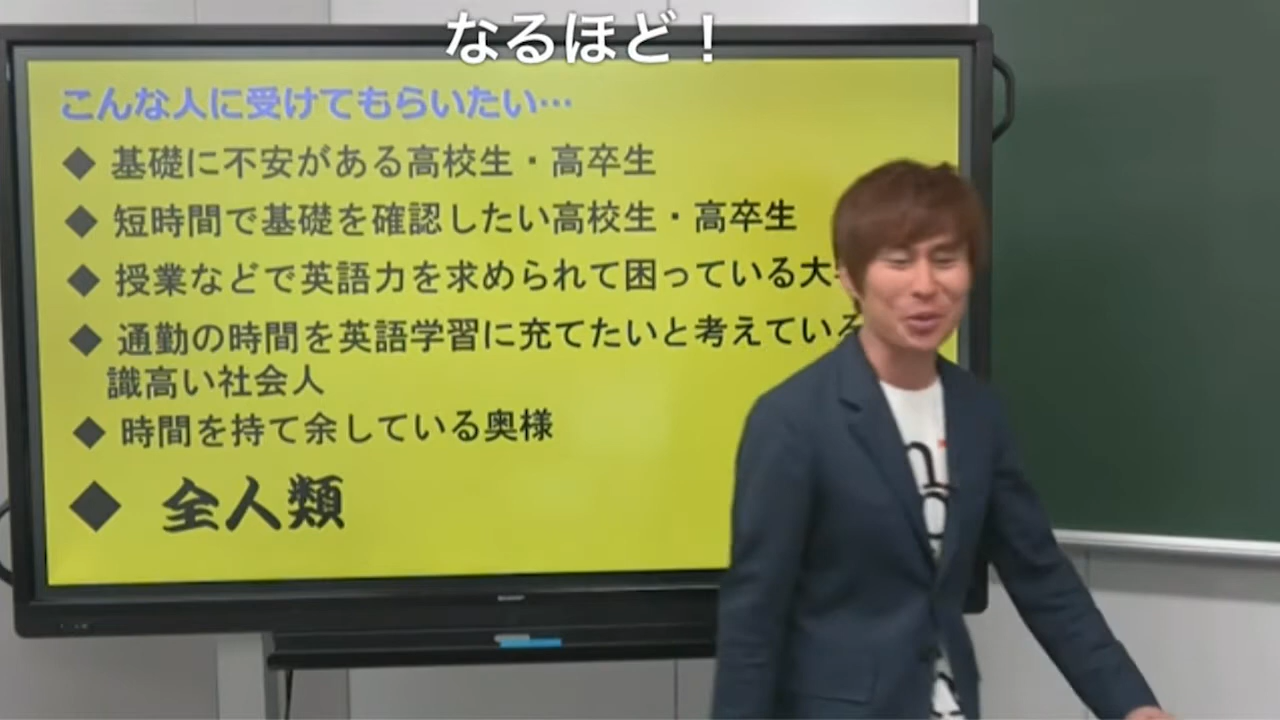 なるほど！
こんな人に受けてもらいたい…
◆ 基礎に不安がある高校生・高卒生
◆ 短時間で基礎を確認したい高校生・高卒生
◆ 授業などで英語力を求められて困っている大
◆ 通勤の時間を英語学習に充てたいと考えている
識高い社会人
◆ 時間を持て余している奥様
◆ 全人類